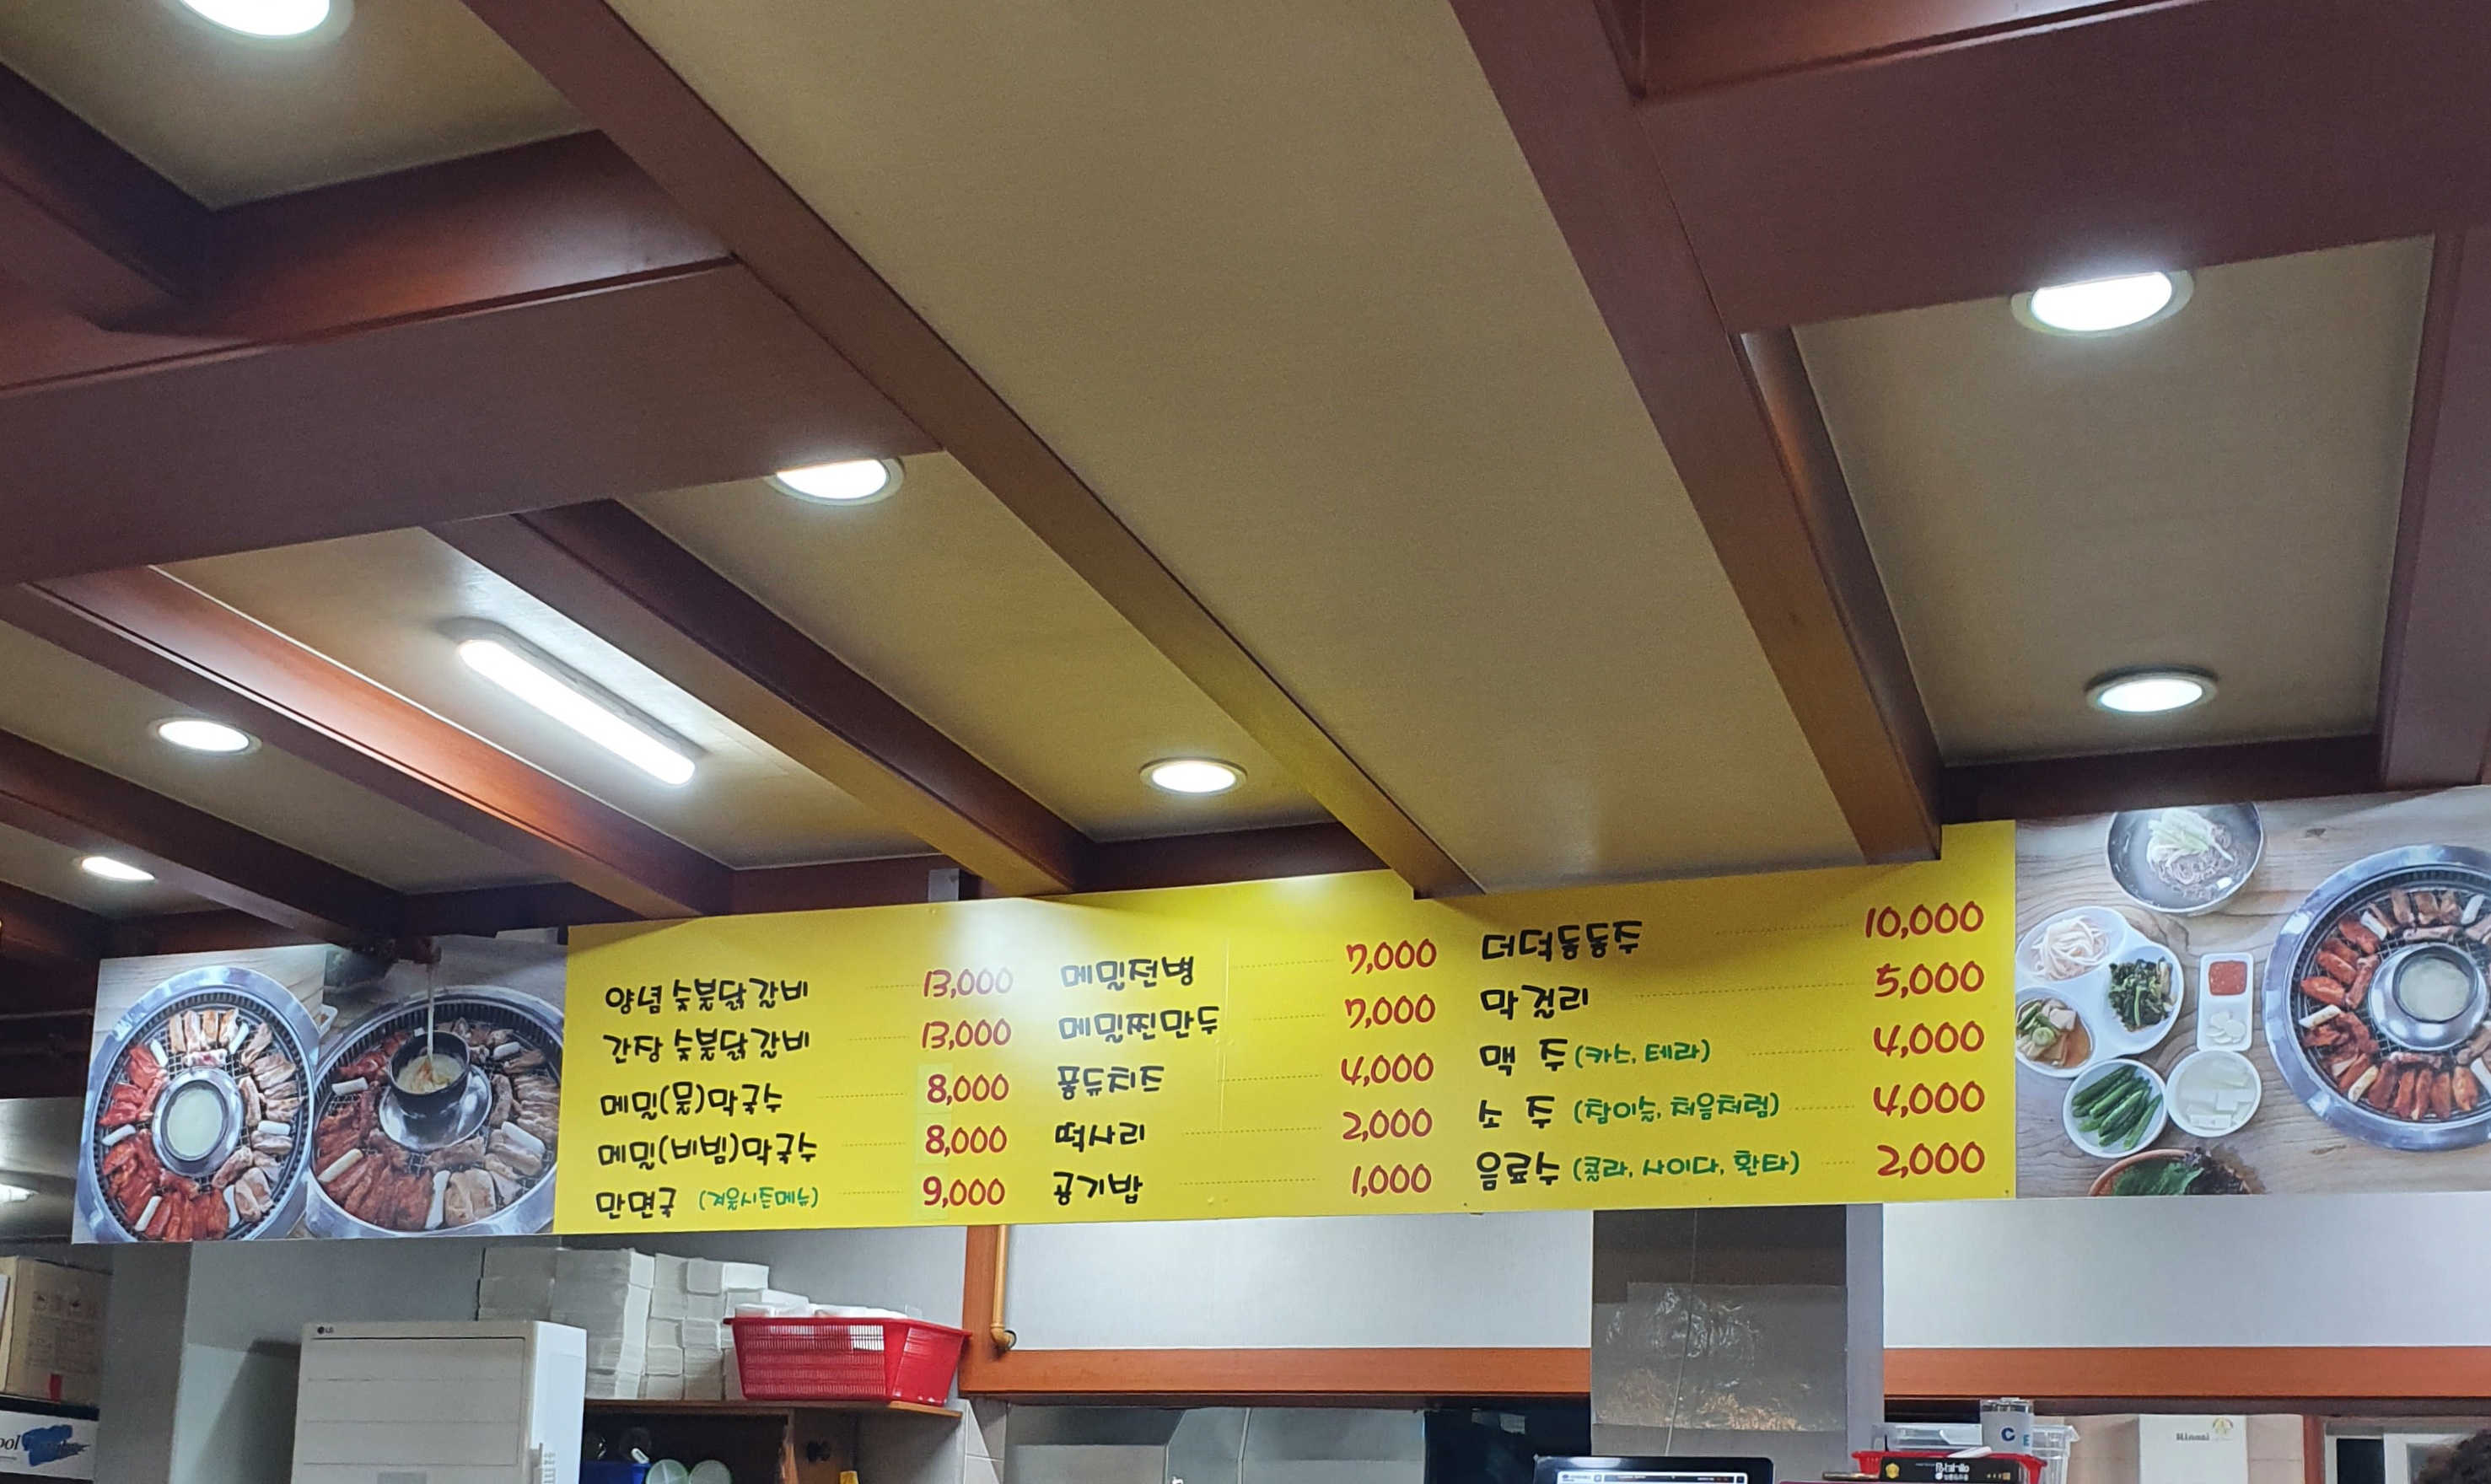 양념 숯불닭갈비 13,000
간장 숯불닭갈비 13,000
메밀(물)막국수 8,000
메밀(비빔)막국수 8,000
만면국 (겨울시즌메뉴) 9,000
메밀전병 7,000
메밀찐만두 7,000
퐁듀치즈 4,000
떡사리 2,000
공기밥 1,000
더덕동동주 10,000
막걸리 5,000
맥 주 (카스, 테라) 4,000
소 주 (참이슬, 처음처럼) 4,000
음료수 (콜라, 사이다, 환타) 2,000
LG
Rinnai